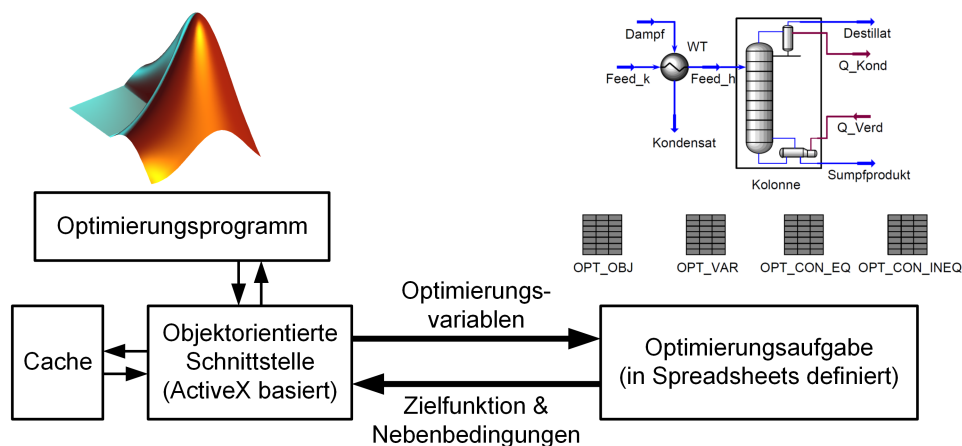 Dampf
WT
Destillat
Q_Kond
Feed_k
Feed_h
Q_Verd
Kondensat
Sumpfprodukt
Kolonne
Optimierungsprogramm
OPT_OBJ
OPT_VAR
OPT_CON_EQ
OPT_CON_INEQ
Cache
Objektorientierte
Schnittstelle
(ActiveX basiert)
Optimierungs-
variablen
Zielfunktion &
Nebenbedingungen
Optimierungsaufgabe
(in Spreadsheets definiert)